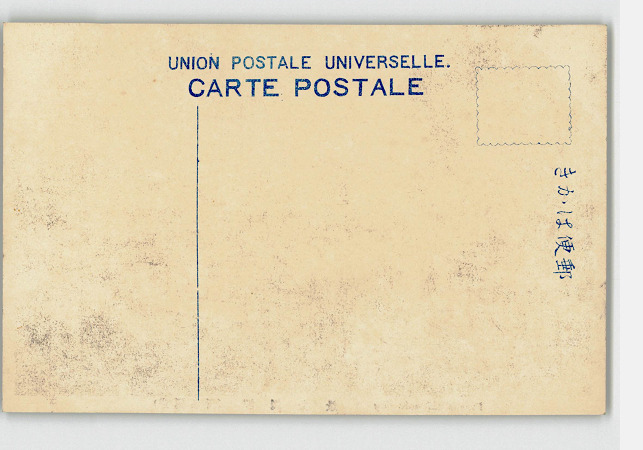 UNION POSTALE UNIVERSELLE.
CARTE POSTALE
郵便はかき